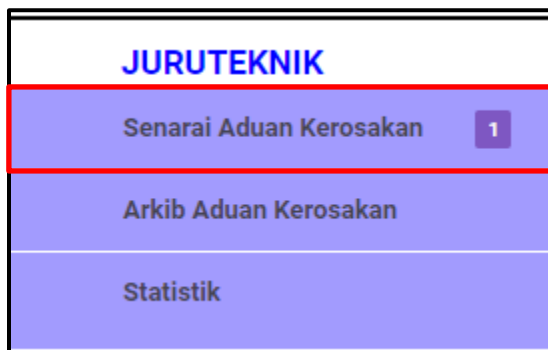 JURUTEKNIK
Senarai Aduan Kerosakan 1
Arkib Aduan Kerosakan
Statistik